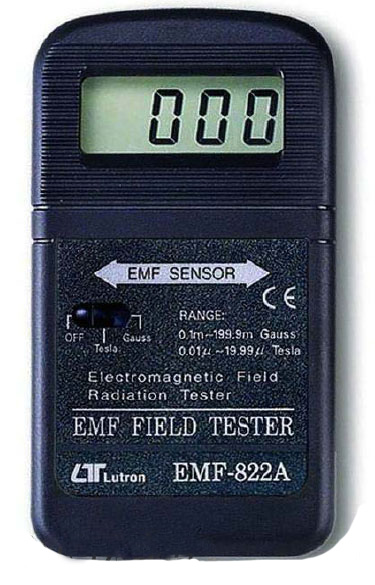 000
EMF SENSOR
CE
RANGE:
0.1m~199.9m Gauss
0.01μ~19.99μ Tesla
OFF
Tesla
Gauss
Electromagnetic Field
Radiation Tester
EMF FIELD TESTER
LT Lutron EMF-822A